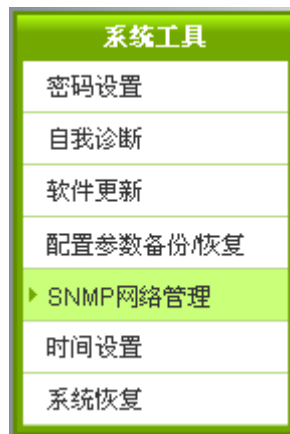 系统工具
密码设置
自我诊断
软件更新
配置参数备份/恢复
SNMP网络管理
时间设置
系统恢复